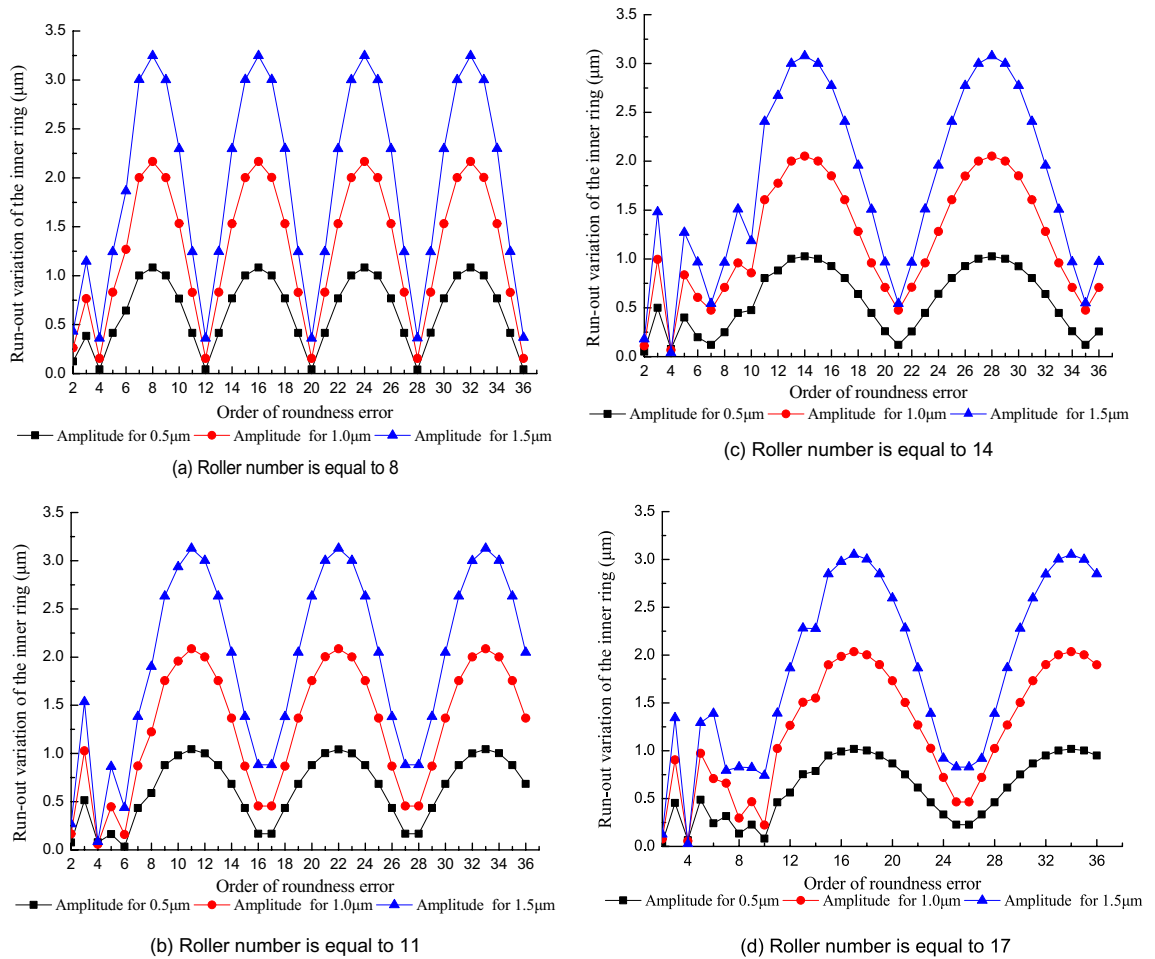 Run-out variation of the inner ring (μm)
3.5
3.0
2.5
2.0
1.5
1.0
0.5
0.0
2 4 6 8 10 12 14 16 18 20 22 24 26 28 30 32 34 36
Order of roundness error
Amplitude for 0.5μm Amplitude for 1.0μm Amplitude for 1.5μm
(a) Roller number is equal to 8
Run-out variation of the inner ring (μm)
3.5
3.0
2.5
2.0
1.5
1.0
0.5
0.0
2 4 6 8 10 12 14 16 18 20 22 24 26 28 30 32 34 36
Order of roundness error
Amplitude for 0.5μm Amplitude for 1.0μm Amplitude for 1.5μm
(c) Roller number is equal to 14
Run-out variation of the inner ring (μm)
3.5
3.0
2.5
2.0
1.5
1.0
0.5
0.0
2 4 6 8 10 12 14 16 18 20 22 24 26 28 30 32 34 36
Order of roundness error
Amplitude for 0.5μm Amplitude for 1.0μm Amplitude for 1.5μm
(b) Roller number is equal to 11
Run-out variation of the inner ring (μm)
3.5
3.0
2.5
2.0
1.5
1.0
0.5
0.0
4 8 12 16 20 24 28 32 36
Order of roundness error
Amplitude for 0.5μm Amplitude for 1.0μm Amplitude for 1.5μm
(d) Roller number is equal to 17